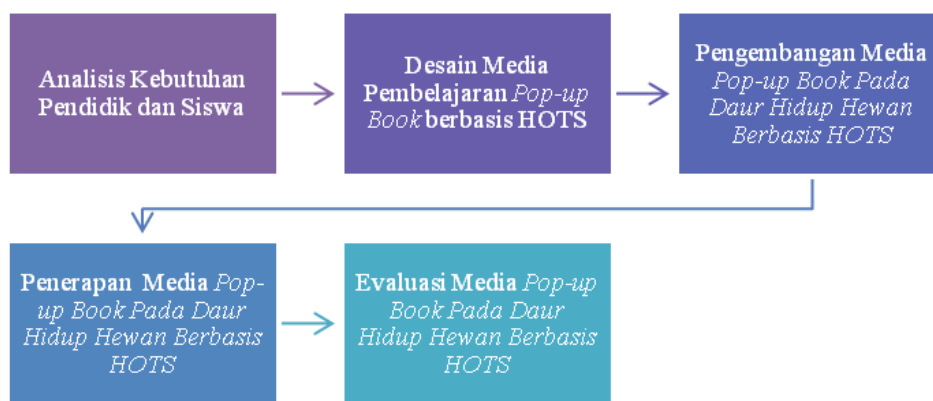 Analisis Kebutuhan
Pendidik dan Siswa
Desain Media
Pembelajaran Pop-up
Book berbasis HOTS
Pengembangan Media
Pop-up Book Pada
Daur Hidup Hewan
Berbasis HOTS
Penerapan Media Pop-
up Book Pada Daur
Hidup Hewan Berbasis
HOTS
Evaluasi Media Pop-up
Book Pada Daur
Hidup Hewan Berbasis
HOTS